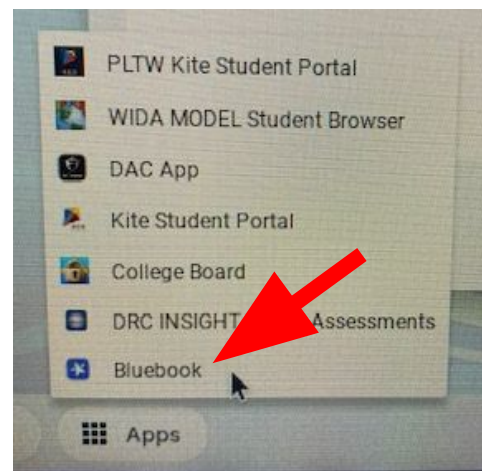 PLTW Kite Student Portal
WIDA MODEL Student Browser
DAC App
Kite Student Portal
College Board
DRC INSIGHT Assessments
Bluebook
Apps